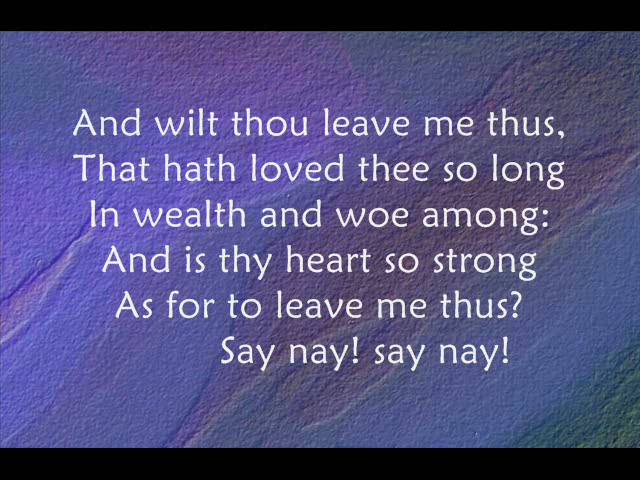 And wilt thou leave me thus,
That hath loved thee so long
In wealth and woe among:
And is thy heart so strong
As for to leave me thus?
Say nay! say nay!